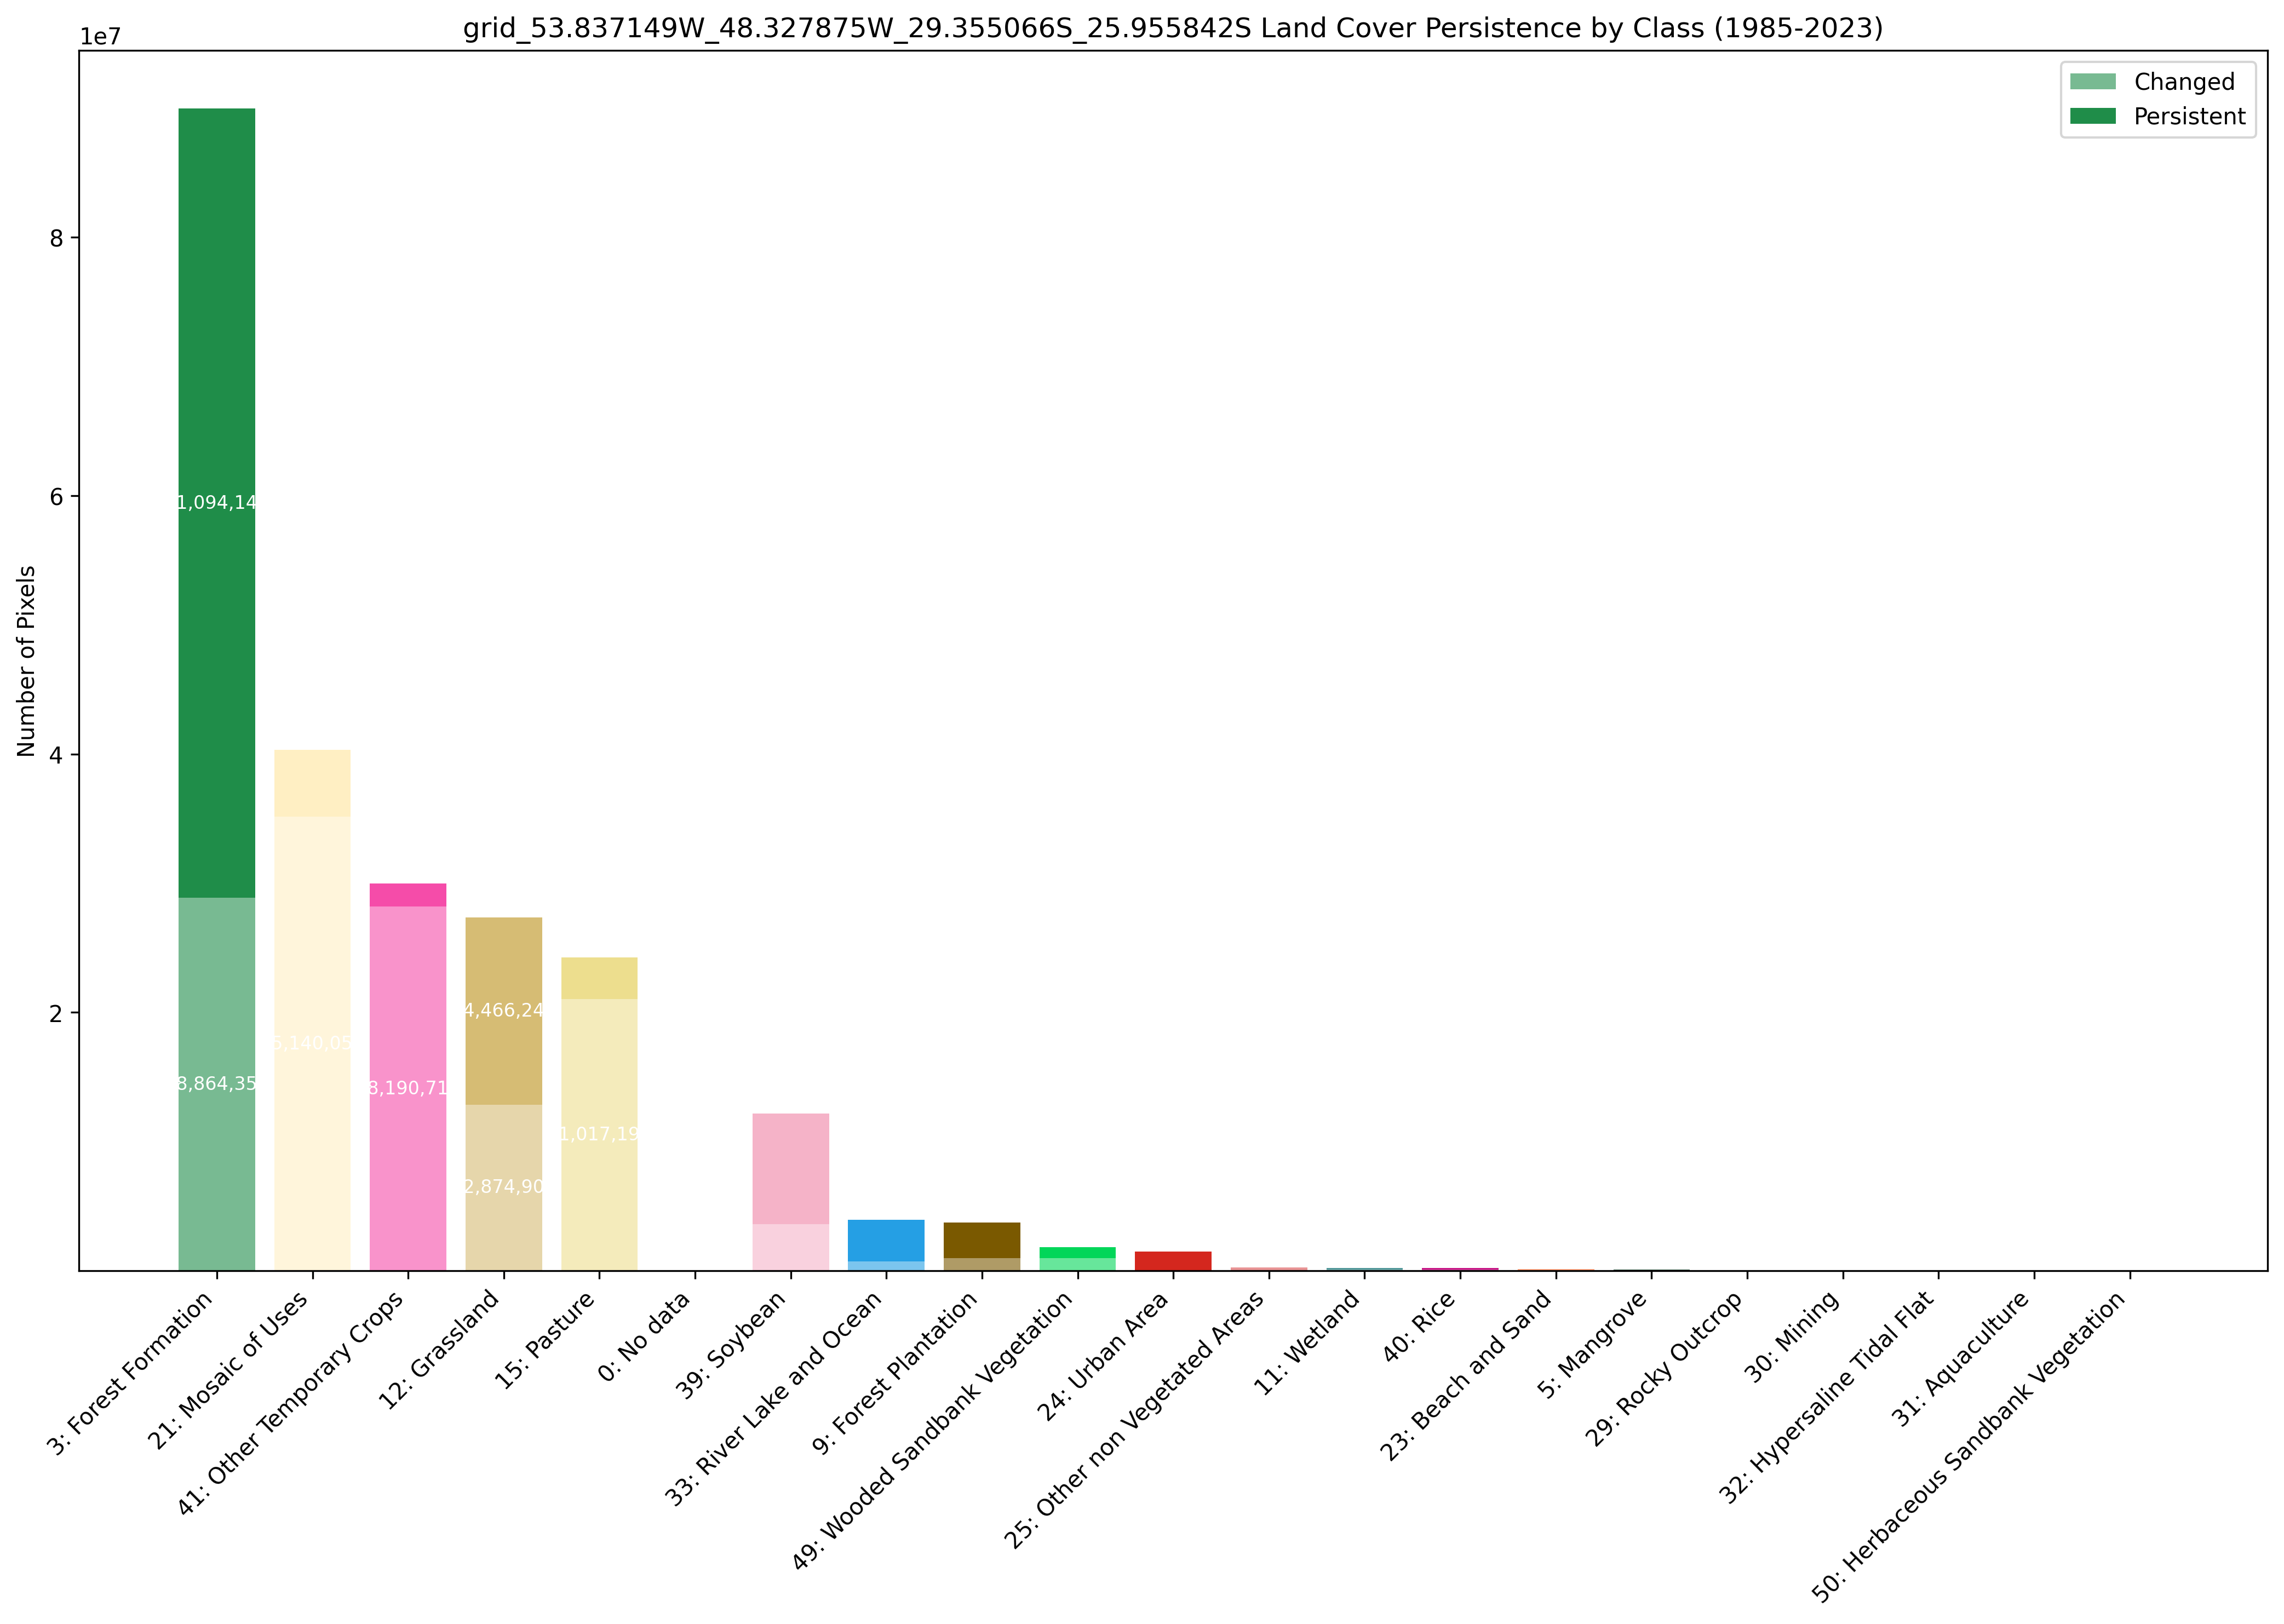 grid_53.837149W_48.327875W_29.355066S_25.955842S Land Cover Persistence by Class (1985-2023)
1e7
Changed
Persistent
8
6
4
2
Number of Pixels
1,094,14
8,864,35
5,140,05
8,190,71
4,466,24
2,874,90
1,017,19
3: Forest Formation
21: Mosaic of Uses
41: Other Temporary Crops
12: Grassland
15: Pasture
0: No data
39: Soybean
33: River Lake and Ocean
9: Forest Plantation
49: Wooded Sandbank Vegetation
24: Urban Area
25: Other non Vegetated Areas
11: Wetland
40: Rice
23: Beach and Sand
5: Mangrove
29: Rocky Outcrop
30: Mining
32: Hypersaline Tidal Flat
31: Aquaculture
50: Herbaceous Sandbank Vegetation